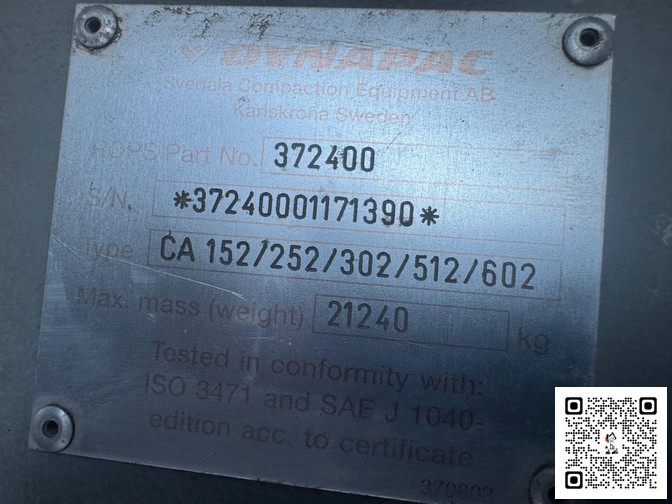 DYNAPAC
Svedala Compaction Equipment AB
Karlskrona Sweden
ROPS Part No. 372400
S/N. *37240001171390*
Type CA 152/252/302/512/602
Max. mass (weight) 21240 kg
Tested in conformity with:
ISO 3471 and SAE J 1040-
edition acc. to certificate